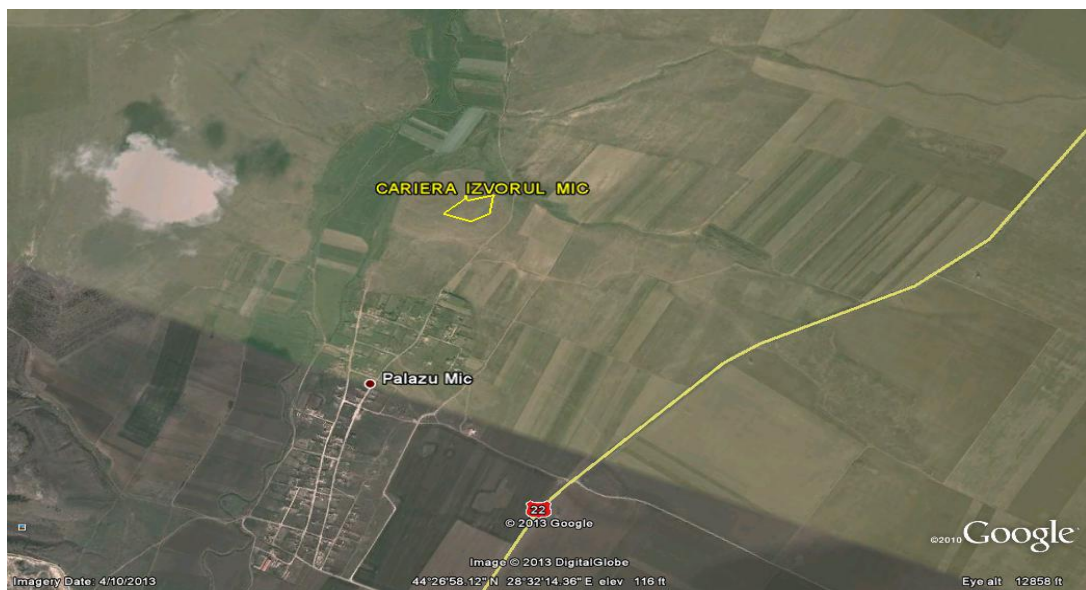 CARIERA IZVORUL MIC
Palazu Mic
22
© 2013 Google
©2010 Google
Image © 2013 DigitalGlobe
Imagery Date: 4/10/2013 44°26'58.12" N 28°32'14.36" E elev 116 ft Eye alt 12858 ft